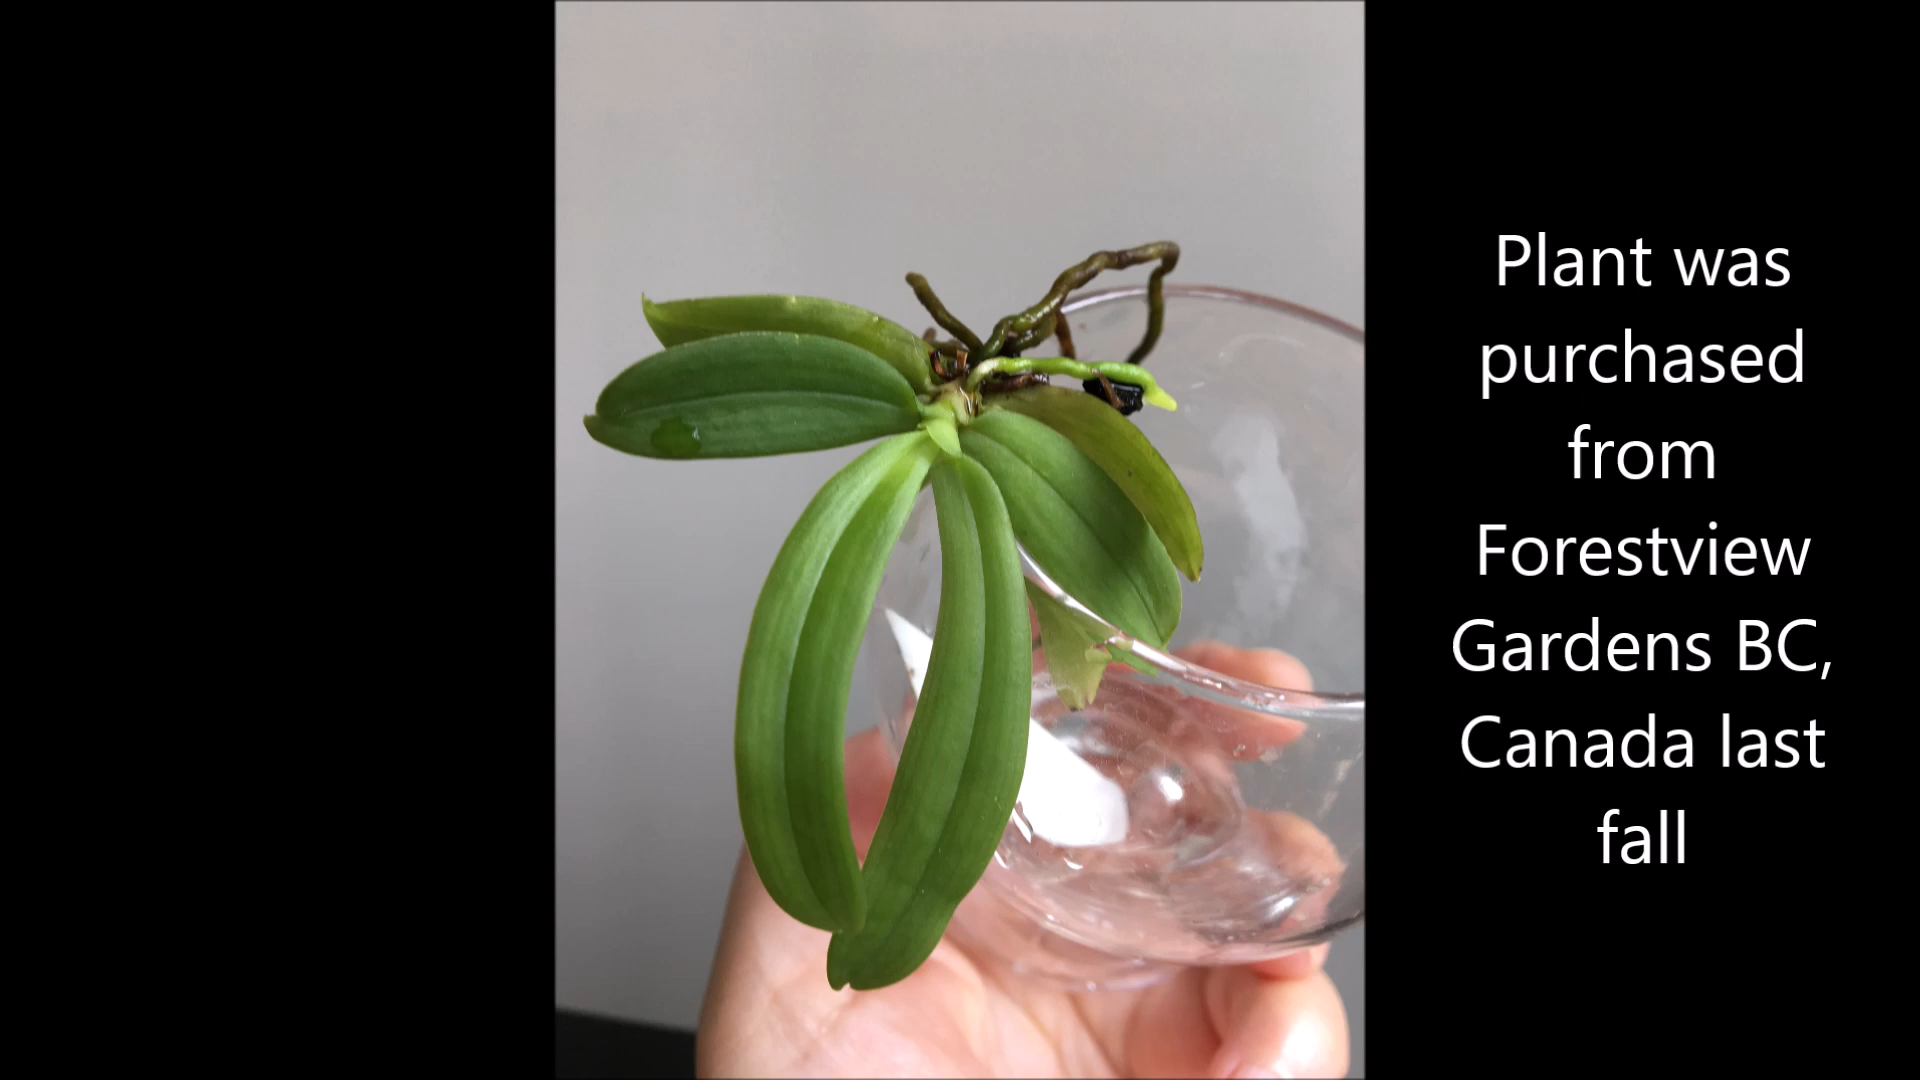 Plant was
purchased
from
Forestview
Gardens BC,
Canada last
fall